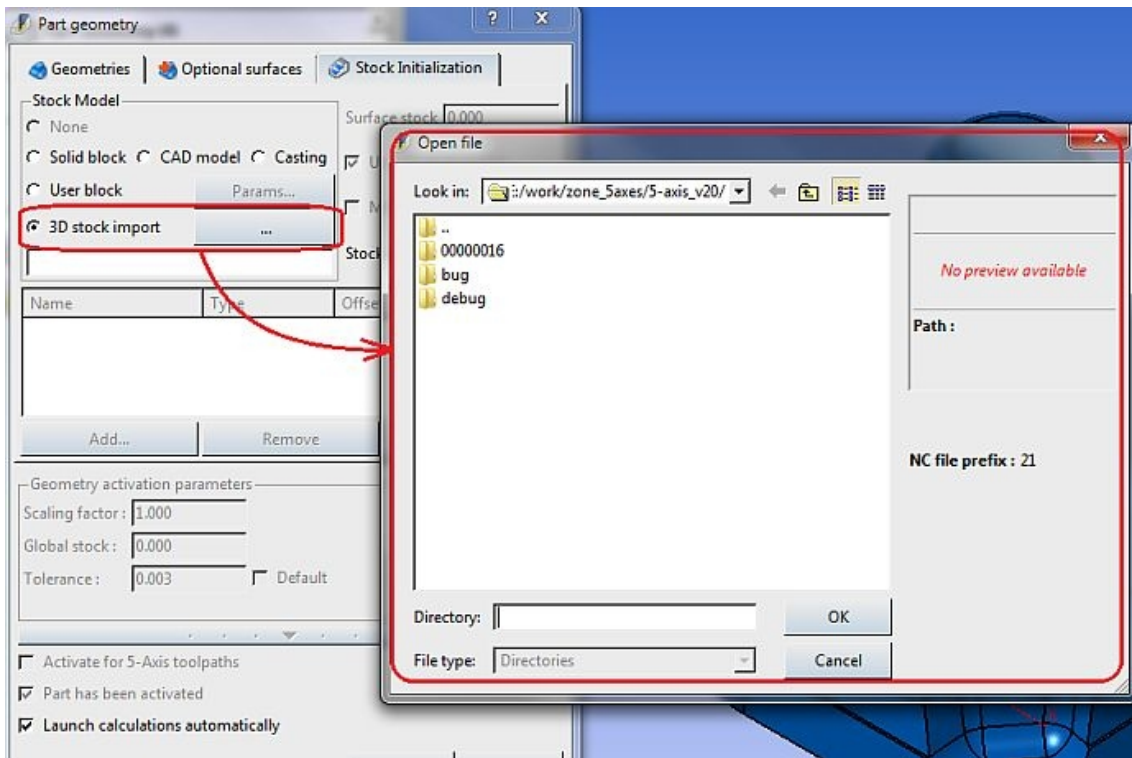 Part geometry
Geometries
Optional surfaces
Stock Initialization
Stock Model
None
Surface stock 0.000
Solid block CAD model Casting
U
User block Params...
M
3D stock import ...
Stock
Name Type Offse
Add... Remove
Geometry activation parameters
Scaling factor : 1.000
Global stock : 0.000
Tolerance : 0.003 Default
Activate for 5-Axis toolpaths
Part has been activated
Launch calculations automatically
Open file
Look in: :/work/zone_5axes/5-axis_v20/
..
00000016
bug
debug
No preview available
Path :
NC file prefix : 21
Directory: OK
File type: Directories Cancel